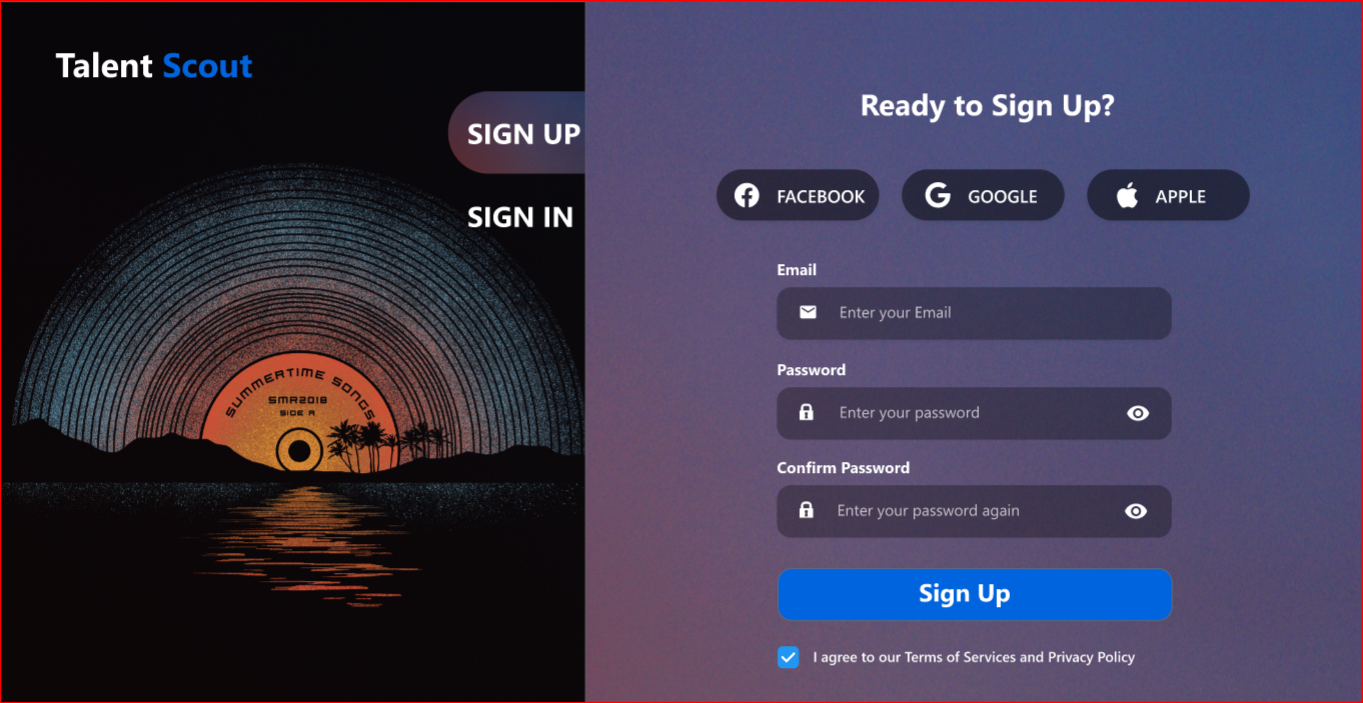 Talent Scout
SIGN UP
SIGN IN
SUMMERTIME SONGS
SMR2018
SIDE A
Ready to Sign Up?
FACEBOOK
GOOGLE
APPLE
Email
Enter your Email
Password
Enter your password
Confirm Password
Enter your password again
Sign Up
I agree to our Terms of Services and Privacy Policy